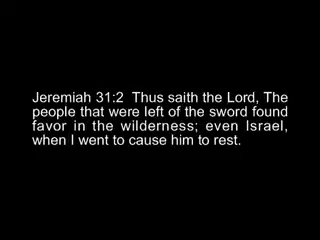 Jeremiah 31:2  Thus saith the Lord, The
people that were left of the sword found
favor in the wilderness; even Israel,
when I went to cause him to rest.